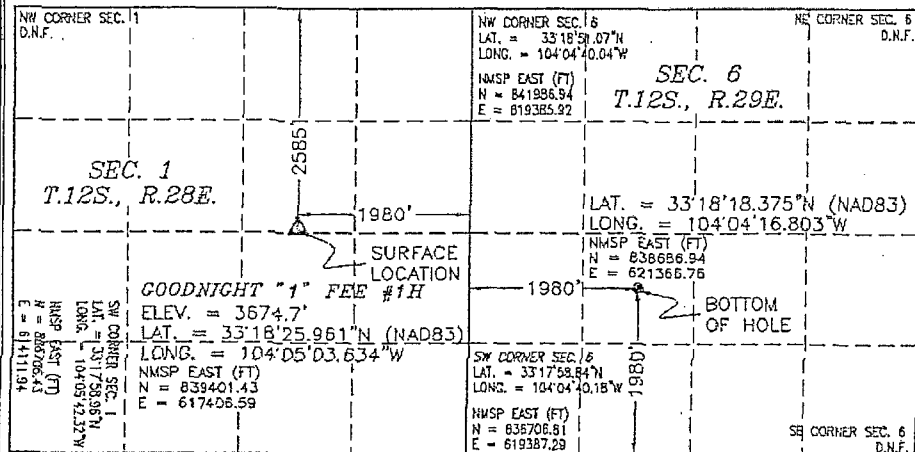 NW CORNER SEC. 1
D.N.F.
NW CORNER SEC. 6
LAT. = 33°18'51.07"N
LONG. = 104°04'40.04"W
NMSP EAST (FT)
N = 841986.94
E = 619385.92
NE CORNER SEC. 6
D.N.F.
SEC. 6
T.12S., R.29E.
2585'
SEC. 1
T.12S., R.28E.
1980'
SURFACE
LOCATION
LAT. = 33°18'18.375"N (NAD83)
LONG. = 104°04'16.803"W
NMSP EAST (FT)
N = 838686.94
E = 621366.76
1980'
BOTTOM
OF HOLE
GOODNIGHT "1" FEE #1H
ELEV. = 3674.7'
LAT. = 33°18'25.961"N (NAD83)
LONG. = 104°05'03.634"W
NMSP EAST (FT)
N = 839401.43
E = 617406.59
SW CORNER SEC. 1
LAT. = 33°17'58.96"N
LONG. = 104°05'42.32"W
NMSP EAST (FT)
N = 836706.43
E = 614111.94
SW CORNER SEC. 6
LAT. = 33°17'58.84"N
LONG. = 104°04'40.18"W
NMSP EAST (FT)
N = 836706.81
E = 619387.29
1980'
SE CORNER SEC. 6
D.N.F.